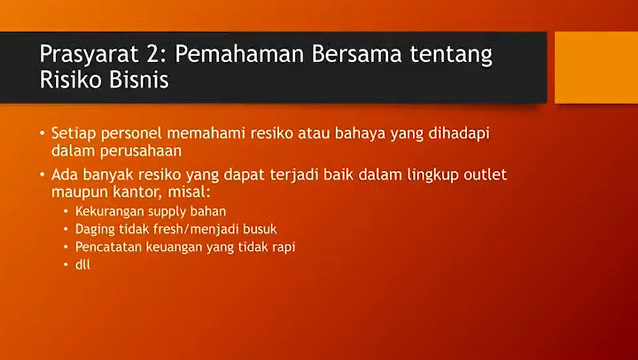 Prasyarat 2: Pemahaman Bersama tentang
Risiko Bisnis
• Setiap personel memahami resiko atau bahaya yang dihadapi
dalam perusahaan
• Ada banyak resiko yang dapat terjadi baik dalam lingkup outlet
maupun kantor, misal:
• Kekurangan supply bahan
• Daging tidak fresh/menjadi busuk
• Pencatatan keuangan yang tidak rapi
• dll